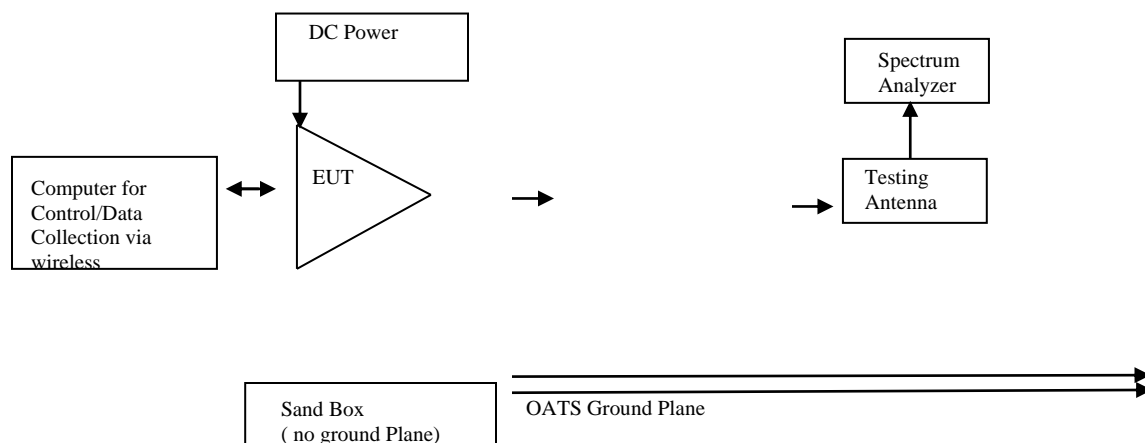 DC Power
Spectrum
Analyzer
EUT
Computer for
Control/Data
Collection via
wireless
Testing
Antenna
Sand Box
( no ground Plane)
OATS Ground Plane